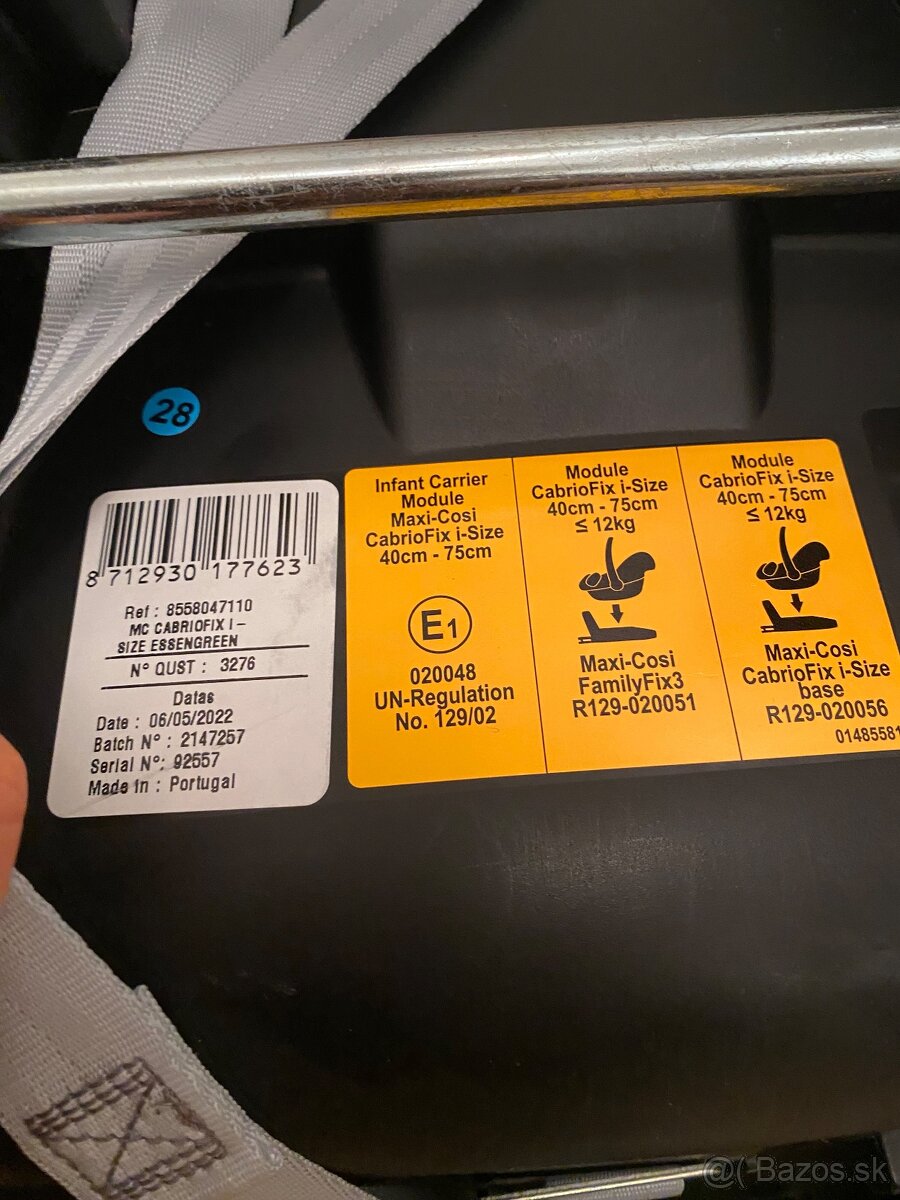 28
8 712930 177623
Ref : 8558047110
MC CABRIOFIX I-
SIZE ESSENGREEN
N° QUST : 3276
Datas
Date : 06/05/2022
Batch N° : 2147257
Serial N°: 92557
Made in : Portugal
Infant Carrier
Module
Maxi-Cosi
CabrioFix i-Size
40cm - 75cm
E1
020048
UN-Regulation
No. 129/02
Module
CabrioFix i-Size
40cm - 75cm
≤ 12kg
Maxi-Cosi
FamilyFix3
R129-020051
Module
CabrioFix i-Size
40cm - 75cm
≤ 12kg
Maxi-Cosi
CabrioFix i-Size
base
R129-020056
01485581
@( Bazos.sk